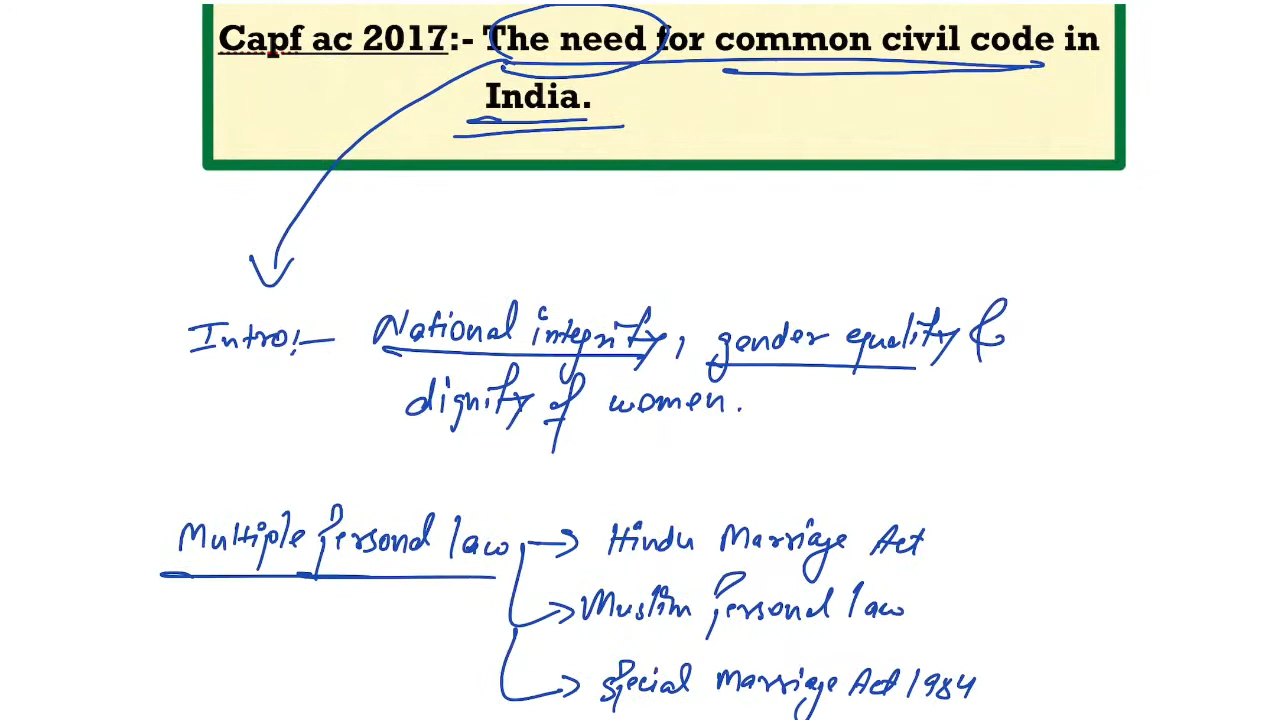 Capf ac 2017:- The need for common civil code in
India.
Intro:- National integrity, gender equality &
dignity of women.
Multiple personal law → Hindu Marriage Act
→ Muslim personal law
→ Special Marriage Act 1984